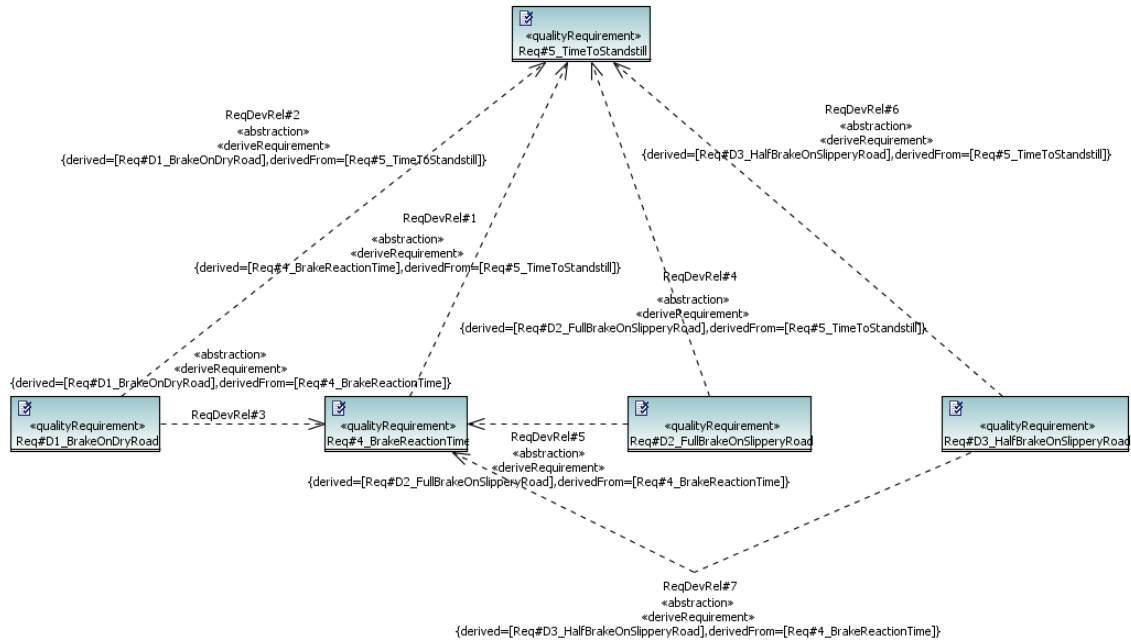 «qualityRequirement»
Req#5_TimeToStandstill
ReqDevRel#2
«abstraction»
«deriveRequirement»
{derived=[Req#D1_BrakeOnDryRoad],derivedFrom=[Req#5_TimeToStandstill]}
ReqDevRel#6
«abstraction»
«deriveRequirement»
{derived=[Req#D3_HalfBrakeOnSlipperyRoad],derivedFrom=[Req#5_TimeToStandstill]}
ReqDevRel#1
«abstraction»
«deriveRequirement»
{derived=[Req#4_BrakeReactionTime],derivedFrom=[Req#5_TimeToStandstill]}
ReqDevRel#4
«abstraction»
«deriveRequirement»
{derived=[Req#D2_FullBrakeOnSlipperyRoad],derivedFrom=[Req#5_TimeToStandstill]}
«abstraction»
«deriveRequirement»
{derived=[Req#D1_BrakeOnDryRoad],derivedFrom=[Req#4_BrakeReactionTime]}
«qualityRequirement»
Req#D1_BrakeOnDryRoad
ReqDevRel#3
«qualityRequirement»
Req#4_BrakeReactionTime
«qualityRequirement»
Req#D2_FullBrakeOnSlipperyRoad
«qualityRequirement»
Req#D3_HalfBrakeOnSlipperyRoad
ReqDevRel#5
«abstraction»
«deriveRequirement»
{derived=[Req#D2_FullBrakeOnSlipperyRoad],derivedFrom=[Req#4_BrakeReactionTime]}
ReqDevRel#7
«abstraction»
«deriveRequirement»
{derived=[Req#D3_HalfBrakeOnSlipperyRoad],derivedFrom=[Req#4_BrakeReactionTime]}